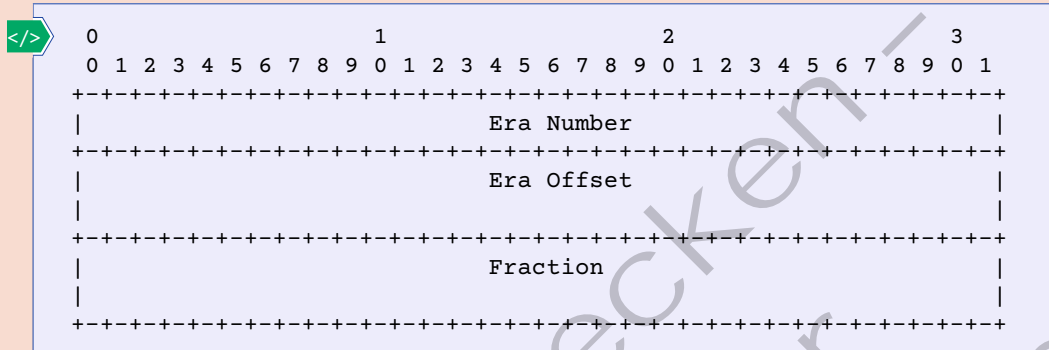 </>
0                   1                   2                   3
0 1 2 3 4 5 6 7 8 9 0 1 2 3 4 5 6 7 8 9 0 1 2 3 4 5 6 7 8 9 0 1
+-+-+-+-+-+-+-+-+-+-+-+-+-+-+-+-+-+-+-+-+-+-+-+-+-+-+-+-+-+-+-+-+
|                            Era Number                         |
+-+-+-+-+-+-+-+-+-+-+-+-+-+-+-+-+-+-+-+-+-+-+-+-+-+-+-+-+-+-+-+-+
|                            Era Offset                         |
|                                                               |
+-+-+-+-+-+-+-+-+-+-+-+-+-+-+-+-+-+-+-+-+-+-+-+-+-+-+-+-+-+-+-+-+
|                            Fraction                           |
|                                                               |
+-+-+-+-+-+-+-+-+-+-+-+-+-+-+-+-+-+-+-+-+-+-+-+-+-+-+-+-+-+-+-+-+
ecken –